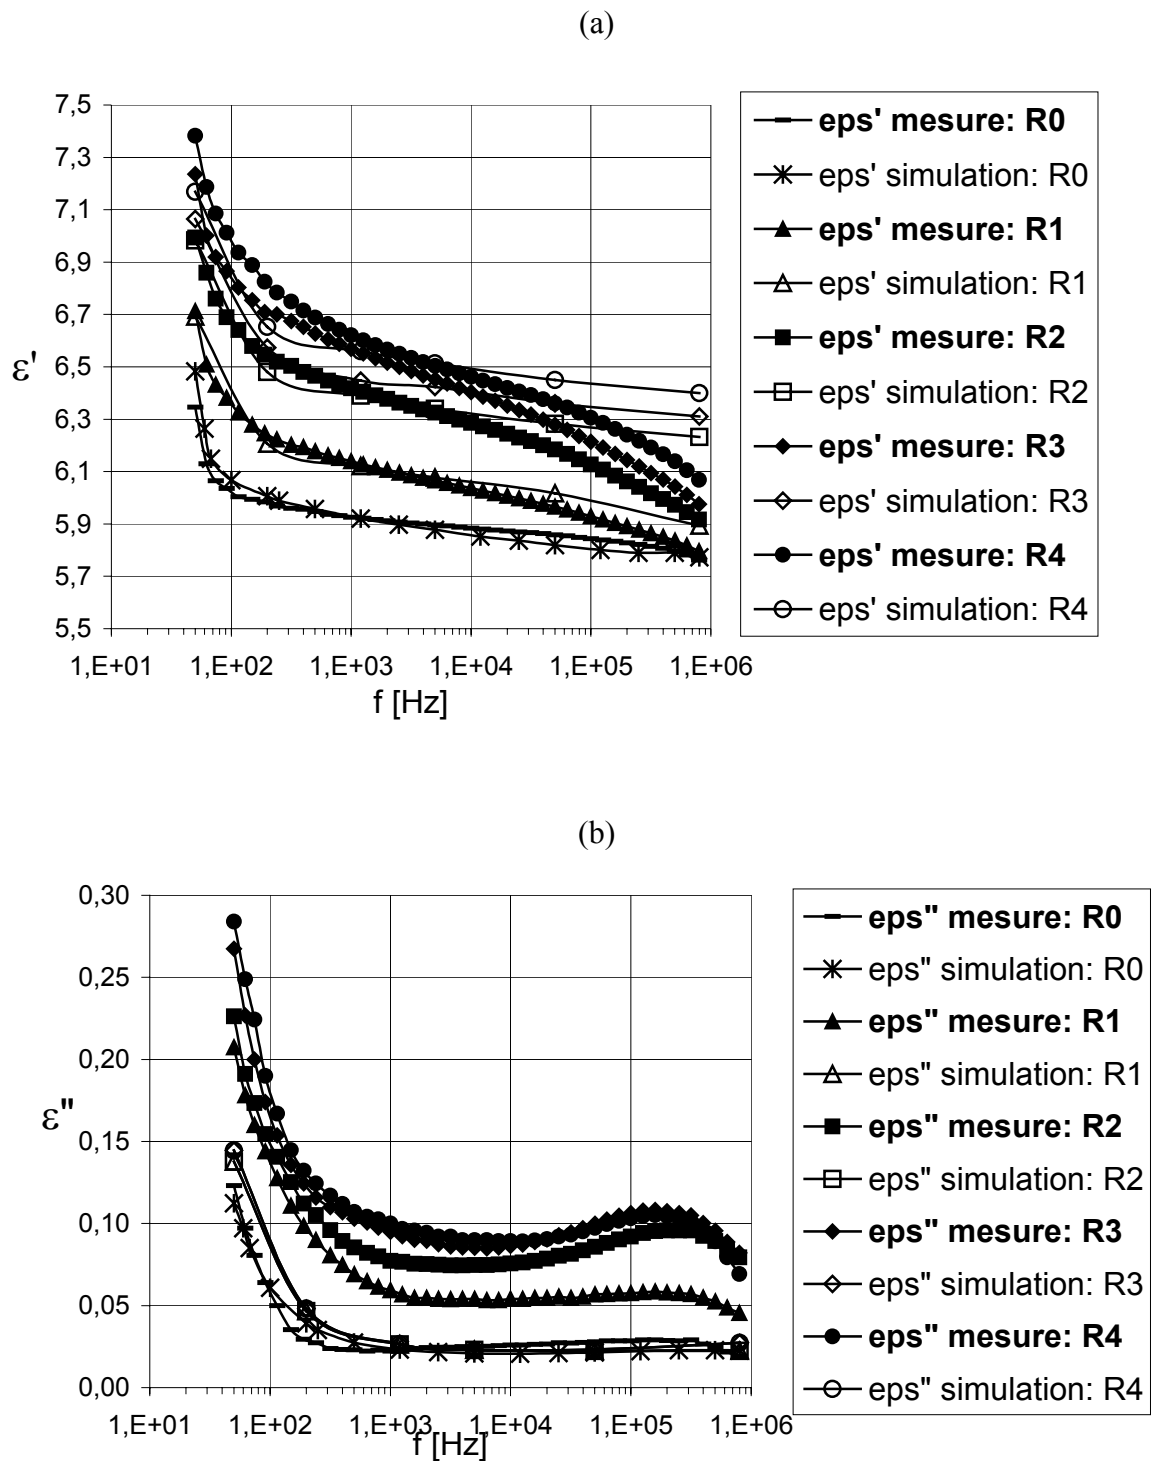 (a)
7,5
7,3
7,1
6,9
6,7
6,5
6,3
6,1
5,9
5,7
5,5
ε'
1,E+01 1,E+02 1,E+03 1,E+04 1,E+05 1,E+06
f [Hz]
eps' mesure: R0
eps' simulation: R0
eps' mesure: R1
eps' simulation: R1
eps' mesure: R2
eps' simulation: R2
eps' mesure: R3
eps' simulation: R3
eps' mesure: R4
eps' simulation: R4
(b)
0,30
0,25
0,20
0,15
0,10
0,05
0,00
ε"
1,E+01 1,E+02 1,E+03 1,E+04 1,E+05 1,E+06
f [Hz]
eps" mesure: R0
eps" simulation: R0
eps" mesure: R1
eps" simulation: R1
eps" mesure: R2
eps" simulation: R2
eps" mesure: R3
eps" simulation: R3
eps" mesure: R4
eps" simulation: R4